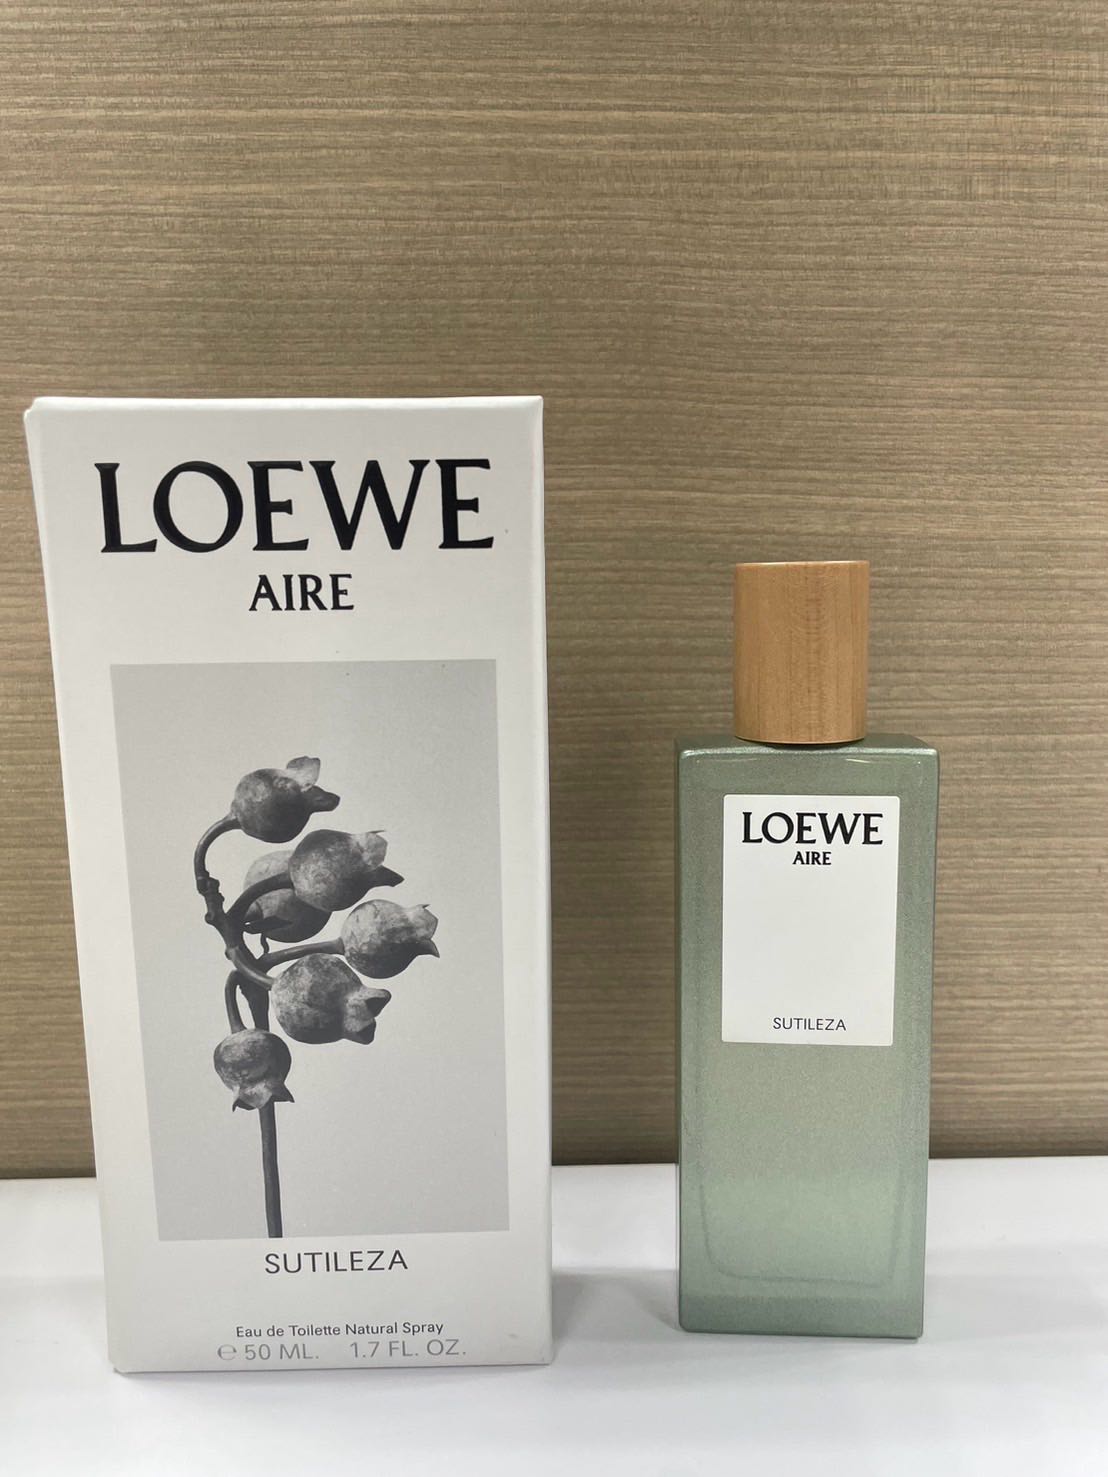 LOEWE
AIRE
SUTILEZA
Eau de Toilette Natural Spray
℮ 50 ML. 1.7 FL. OZ.
LOEWE
AIRE
SUTILEZA